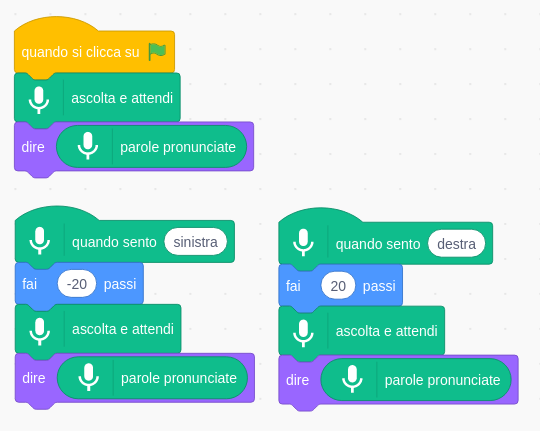 quando si clicca su
ascolta e attendi
dire parole pronunciate
quando sento sinistra
fai -20 passi
ascolta e attendi
dire parole pronunciate
quando sento destra
fai 20 passi
ascolta e attendi
dire parole pronunciate